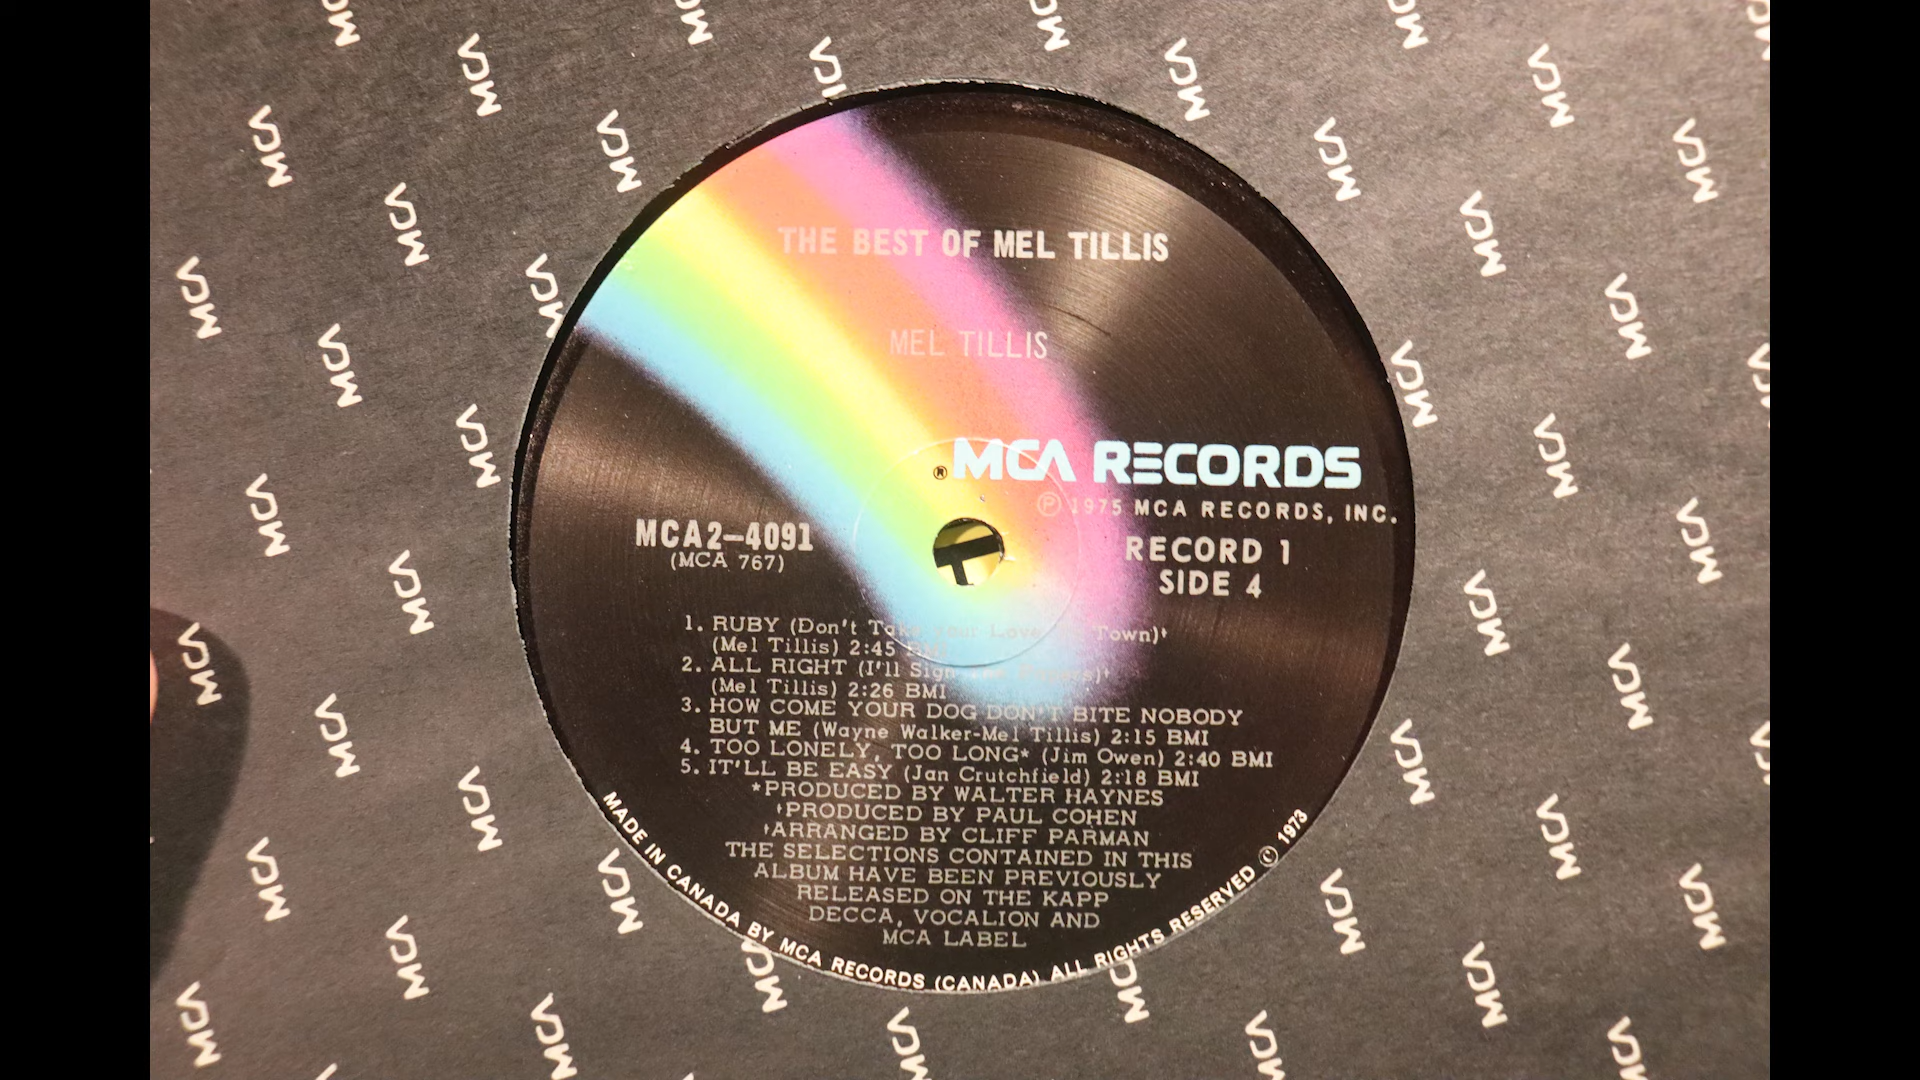 THE BEST OF MEL TILLIS
MEL TILLIS
® MCA RECORDS
Ⓟ 1975 MCA RECORDS, INC.
MCA2-4091
(MCA 767)
RECORD 1
SIDE 4
1. RUBY (Don't Take your Love To Town)†
(Mel Tillis) 2:45 BMI
2. ALL RIGHT (I'll Sign The Papers)†
(Mel Tillis) 2:26 BMI
3. HOW COME YOUR DOG DON'T BITE NOBODY
BUT ME (Wayne Walker-Mel Tillis) 2:15 BMI
4. TOO LONELY, TOO LONG* (Jim Owen) 2:40 BMI
5. IT'LL BE EASY (Jan Crutchfield) 2:18 BMI
*PRODUCED BY WALTER HAYNES
†PRODUCED BY PAUL COHEN
†ARRANGED BY CLIFF PARMAN
THE SELECTIONS CONTAINED IN THIS
ALBUM HAVE BEEN PREVIOUSLY
RELEASED ON THE KAPP
DECCA, VOCALION AND
MCA LABEL
MADE IN CANADA BY MCA RECORDS (CANADA) ALL RIGHTS RESERVED © 1973
MCA